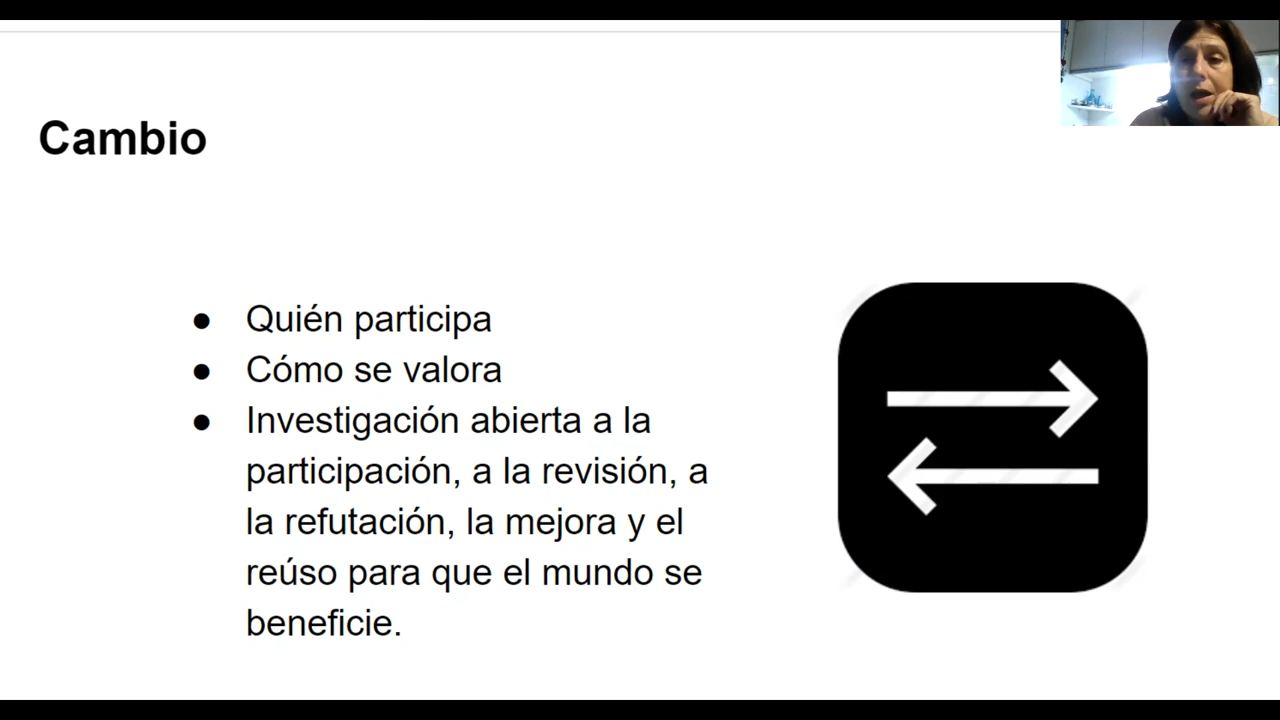 Cambio
● Quién participa
● Cómo se valora
● Investigación abierta a la
participación, a la revisión, a
la refutación, la mejora y el
reúso para que el mundo se
beneficie.